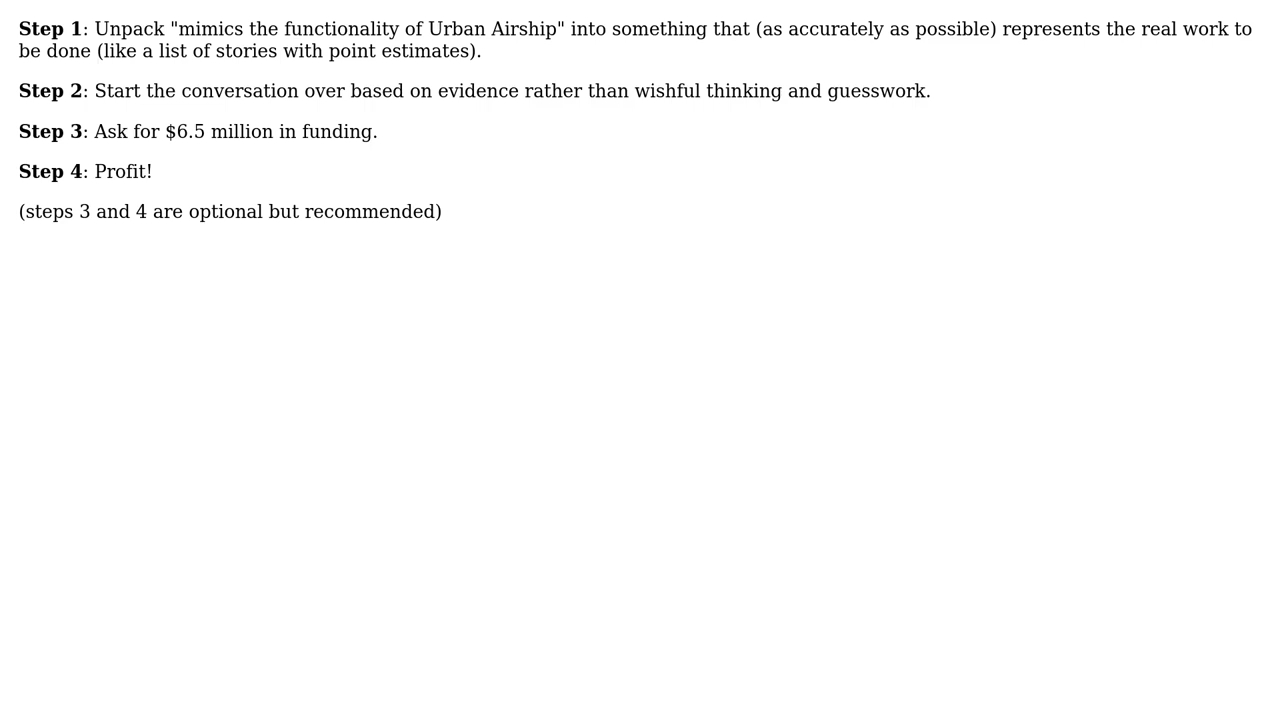 Step 1: Unpack "mimics the functionality of Urban Airship" into something that (as accurately as possible) represents the real work to
be done (like a list of stories with point estimates).
Step 2: Start the conversation over based on evidence rather than wishful thinking and guesswork.
Step 3: Ask for $6.5 million in funding.
Step 4: Profit!
(steps 3 and 4 are optional but recommended)